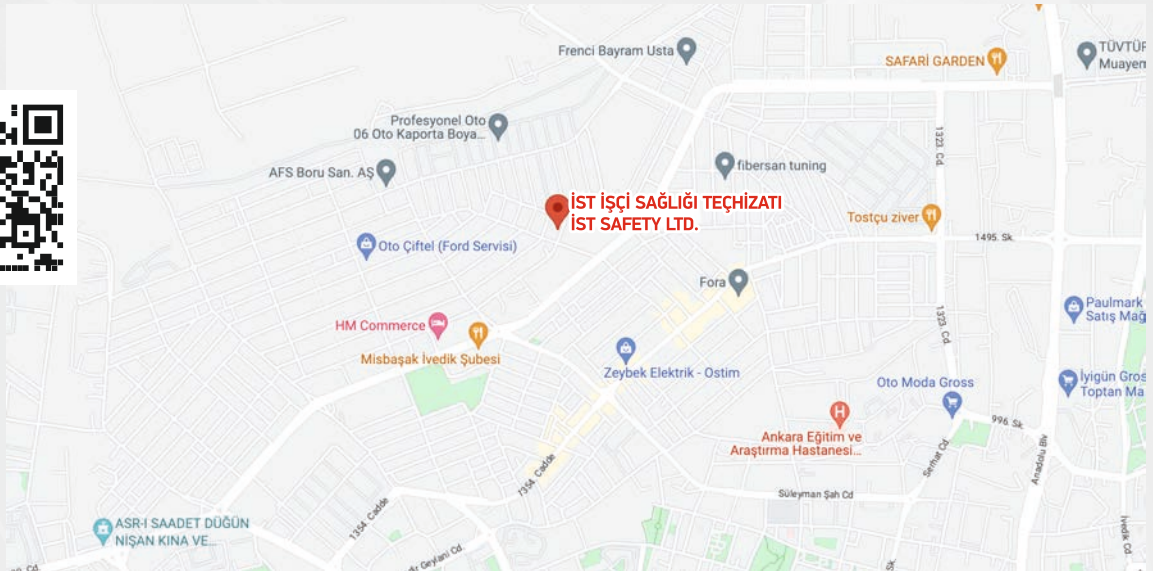 Frenci Bayram Usta
SAFARİ GARDEN
TÜVTÜR
Muayen
Profesyonel Oto
06 Oto Kaporta Boya...
1323. Cd.
AFS Boru San. AŞ
fibersan tuning
İST İŞÇİ SAĞLIĞI TEÇHİZATI
İST SAFETY LTD.
Tostçu ziver
1495. Sk.
Oto Çiftel (Ford Servisi)
Fora
Paulmark
Satış Mağ
1323. Cd.
HM Commerce
Misbaşak İvedik Şubesi
Zeybek Elektrik - Ostim
Oto Moda Gross
İyigün Gros
Toptan Ma
996. Sk.
Ankara Eğitim ve
Araştırma Hastanesi...
Serhat Cd.
Anadolu Blv
1354. Cadde
Süleyman Şah Cd
1354. Cadde
ASR-I SAADET DÜĞÜN
NİŞAN KINA VE...
İvedik Cd.
Geylani Cd.
Sk.